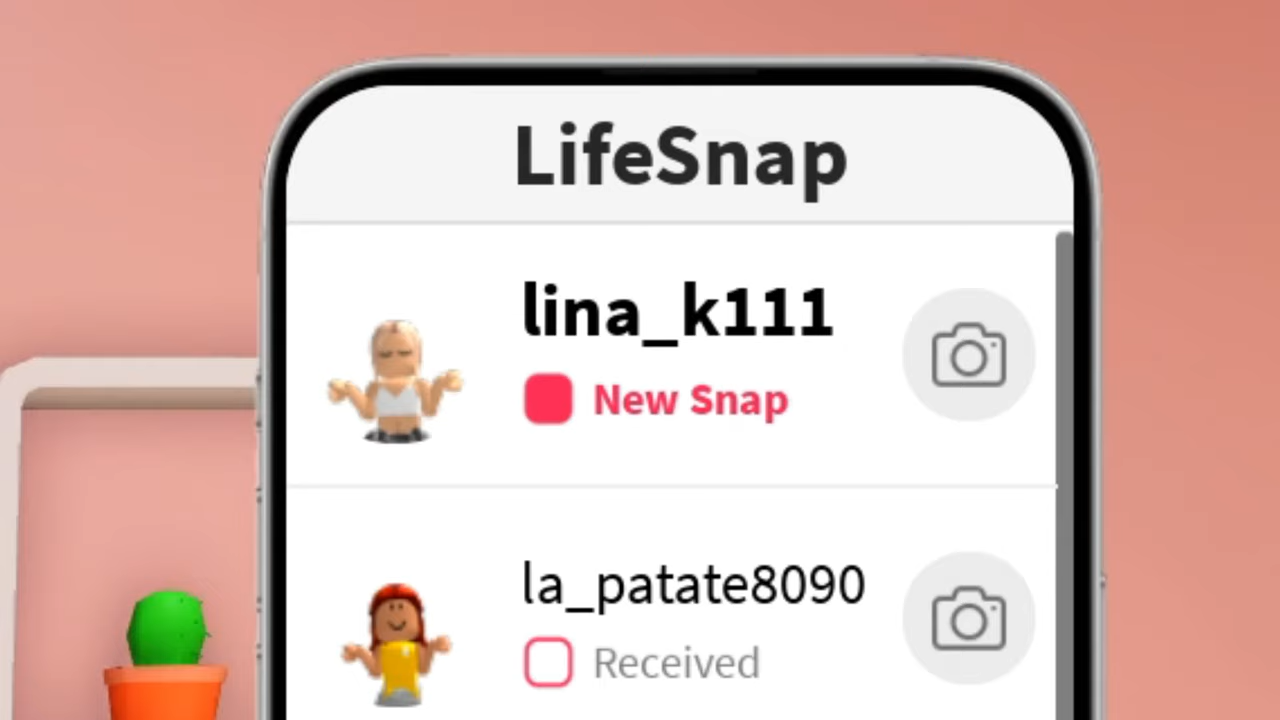 LifeSnap
lina_k111
New Snap
la_patate8090
Received